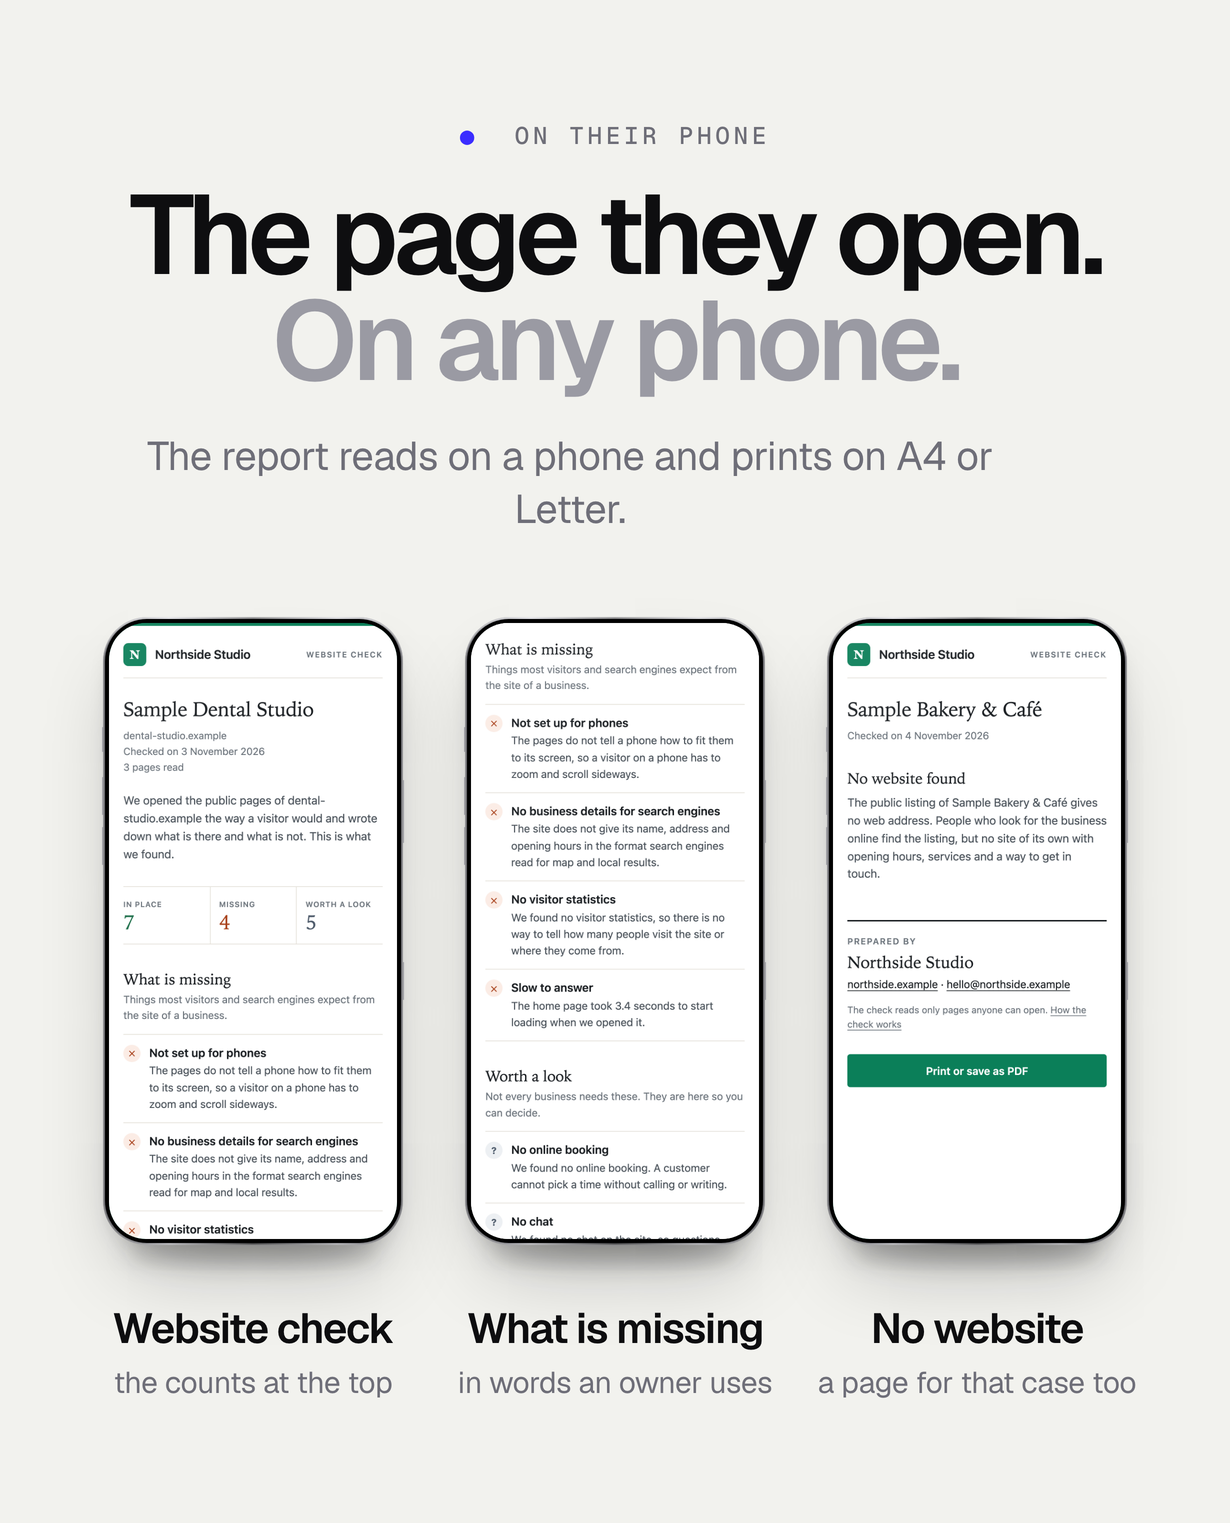 ON THEIR PHONE
The page they open.
On any phone.
The report reads on a phone and prints on A4 or
Letter.
N Northside Studio WEBSITE CHECK
Sample Dental Studio
dental-studio.example
Checked on 3 November 2026
3 pages read
We opened the public pages of dental-
studio.example the way a visitor would and wrote
down what is there and what is not. This is what
we found.
IN PLACE MISSING WORTH A LOOK
7 4 5
What is missing
Things most visitors and search engines expect from
the site of a business.
Not set up for phones
The pages do not tell a phone how to fit them
to its screen, so a visitor on a phone has to
zoom and scroll sideways.
No business details for search engines
The site does not give its name, address and
opening hours in the format search engines
read for map and local results.
No visitor statistics
What is missing
Things most visitors and search engines expect from
the site of a business.
Not set up for phones
The pages do not tell a phone how to fit them
to its screen, so a visitor on a phone has to
zoom and scroll sideways.
No business details for search engines
The site does not give its name, address and
opening hours in the format search engines
read for map and local results.
No visitor statistics
We found no visitor statistics, so there is no
way to tell how many people visit the site or
where they come from.
Slow to answer
The home page took 3.4 seconds to start
loading when we opened it.
Worth a look
Not every business needs these. They are here so you
can decide.
? No online booking
We found no online booking. A customer
cannot pick a time without calling or writing.
? No chat
We found no chat on the site, so questions
N Northside Studio WEBSITE CHECK
Sample Bakery & Café
Checked on 4 November 2026
No website found
The public listing of Sample Bakery & Café gives
no web address. People who look for the business
online find the listing, but no site of its own with
opening hours, services and a way to get in
touch.
PREPARED BY
Northside Studio
northside.example · hello@northside.example
The check reads only pages anyone can open. How the
check works
Print or save as PDF
Website check
the counts at the top
What is missing
in words an owner uses
No website
a page for that case too